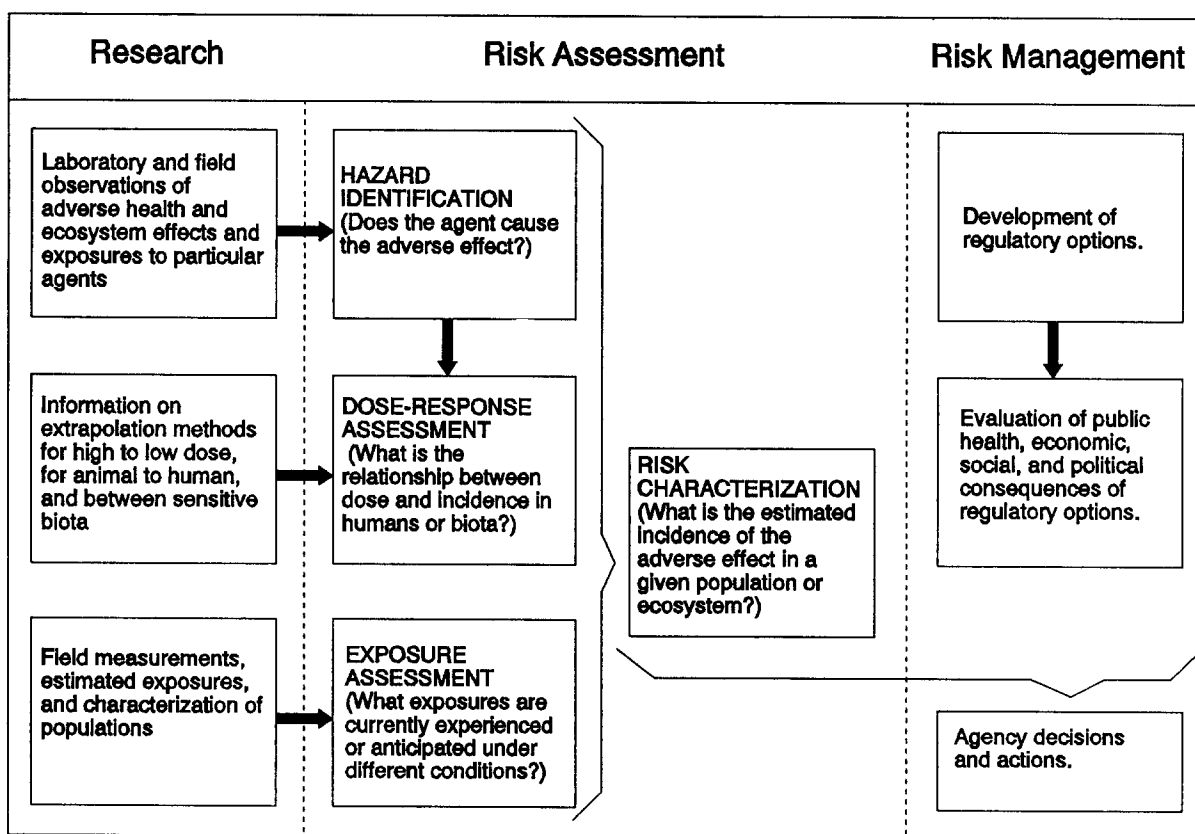 Research
Risk Assessment
Risk Management
Laboratory and field
observations of
adverse health and
ecosystem effects and
exposures to particular
agents
HAZARD
IDENTIFICATION
(Does the agent cause
the adverse effect?)
Development of
regulatory options.
Information on
extrapolation methods
for high to low dose,
for animal to human,
and between sensitive
biota
DOSE-RESPONSE
ASSESSMENT
(What is the
relationship between
dose and incidence in
humans or biota?)
RISK
CHARACTERIZATION
(What is the estimated
incidence of the
adverse effect in a
given population or
ecosystem?)
Evaluation of public
health, economic,
social, and political
consequences of
regulatory options.
Field measurements,
estimated exposures,
and characterization of
populations
EXPOSURE
ASSESSMENT
(What exposures are
currently experienced
or anticipated under
different conditions?)
Agency decisions
and actions.